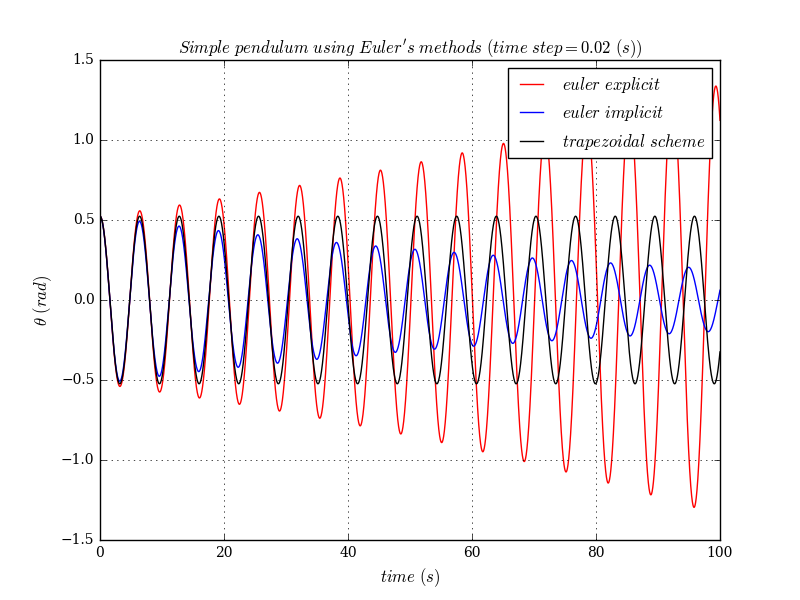 Simple pendulum using Euler's methods (time step = 0.02 (s))
1.5
1.0
0.5
0.0
−0.5
−1.0
−1.5
θ (rad)
euler explicit
euler implicit
trapezoidal scheme
0 20 40 60 80 100
time (s)